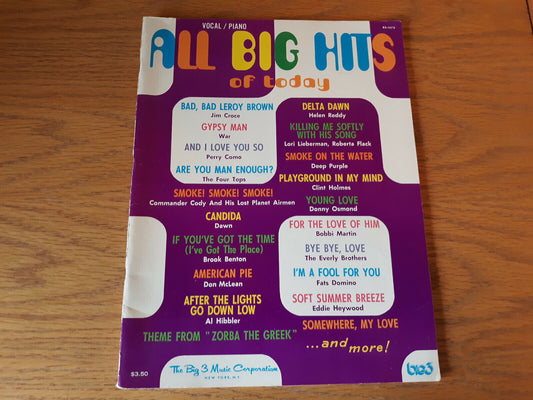 VOCAL / PIANO
ALL BIG HITS
of today
BAD, BAD LEROY BROWN
Jim Croce
GYPSY MAN
War
AND I LOVE YOU SO
Perry Como
ARE YOU MAN ENOUGH?
The Four Tops
SMOKE! SMOKE! SMOKE!
Commander Cody And His Lost Planet Airmen
CANDIDA
Dawn
IF YOU'VE GOT THE TIME
(I've Got The Place)
Brook Benton
AMERICAN PIE
Don McLean
AFTER THE LIGHTS
GO DOWN LOW
Al Hibbler
THEME FROM "ZORBA THE GREEK"
DELTA DAWN
Helen Reddy
KILLING ME SOFTLY
WITH HIS SONG
Lori Lieberman, Roberta Flack
SMOKE ON THE WATER
Deep Purple
PLAYGROUND IN MY MIND
Clint Holmes
YOUNG LOVE
Donny Osmond
FOR THE LOVE OF HIM
Bobbi Martin
BYE BYE, LOVE
The Everly Brothers
I'M A FOOL FOR YOU
Fats Domino
SOFT SUMMER BREEZE
Eddie Heywood
SOMEWHERE, MY LOVE
...and more!
$3.50
The Big 3 Music Corporation
NEW YORK, N.Y.
big3